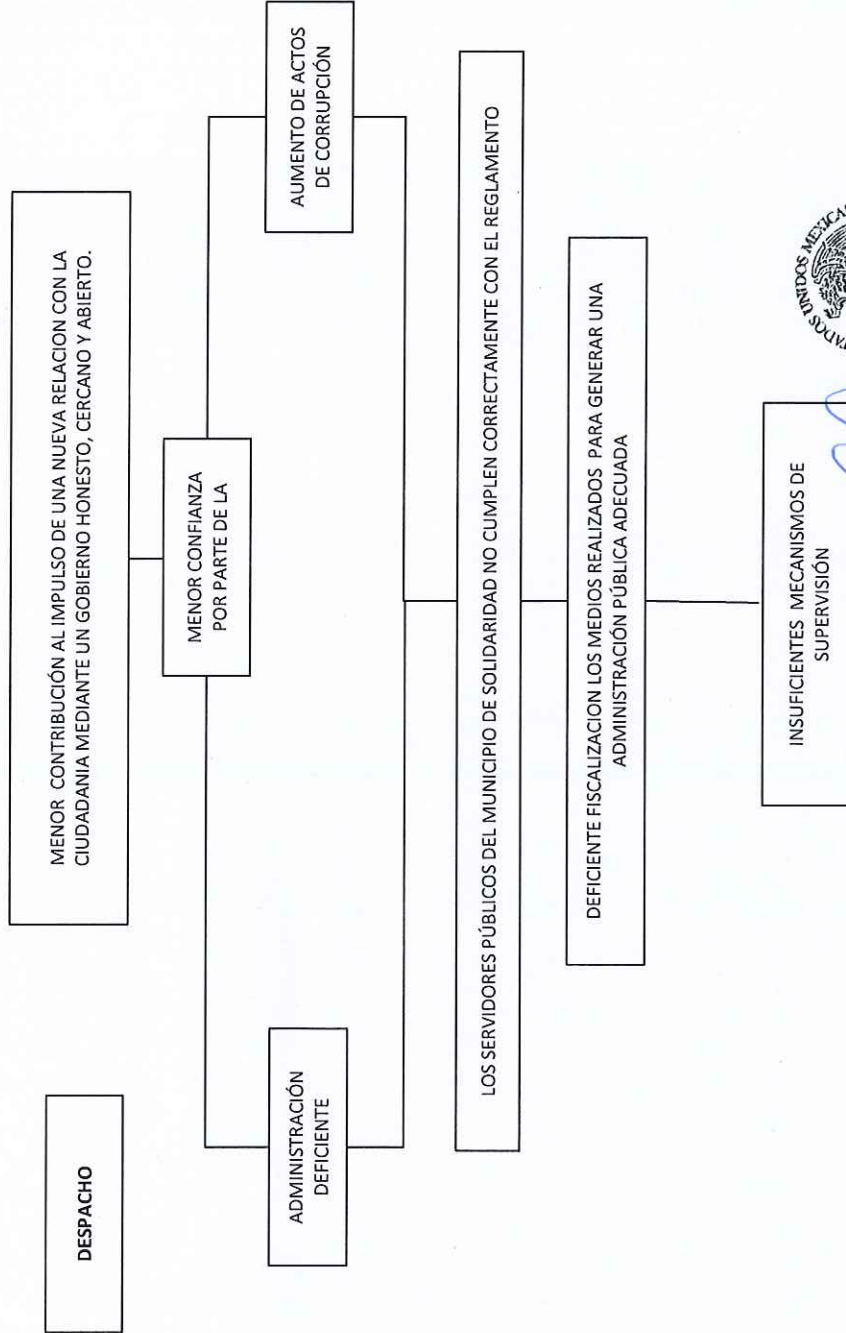 DESPACHO
MENOR CONTRIBUCIÓN AL IMPULSO DE UNA NUEVA RELACION CON LA
CIUDADANIA MEDIANTE UN GOBIERNO HONESTO, CERCANO Y ABIERTO.
MENOR CONFIANZA
POR PARTE DE LA
ADMINISTRACIÓN
DEFICIENTE
AUMENTO DE ACTOS
DE CORRUPCIÓN
LOS SERVIDORES PÚBLICOS DEL MUNICIPIO DE SOLIDARIDAD NO CUMPLEN CORRECTAMENTE CON EL REGLAMENTO
DEFICIENTE FISCALIZACION LOS MEDIOS REALIZADOS PARA GENERAR UNA
ADMINISTRACIÓN PÚBLICA ADECUADA
INSUFICIENTES MECANISMOS DE
SUPERVISIÓN
UNIDOS